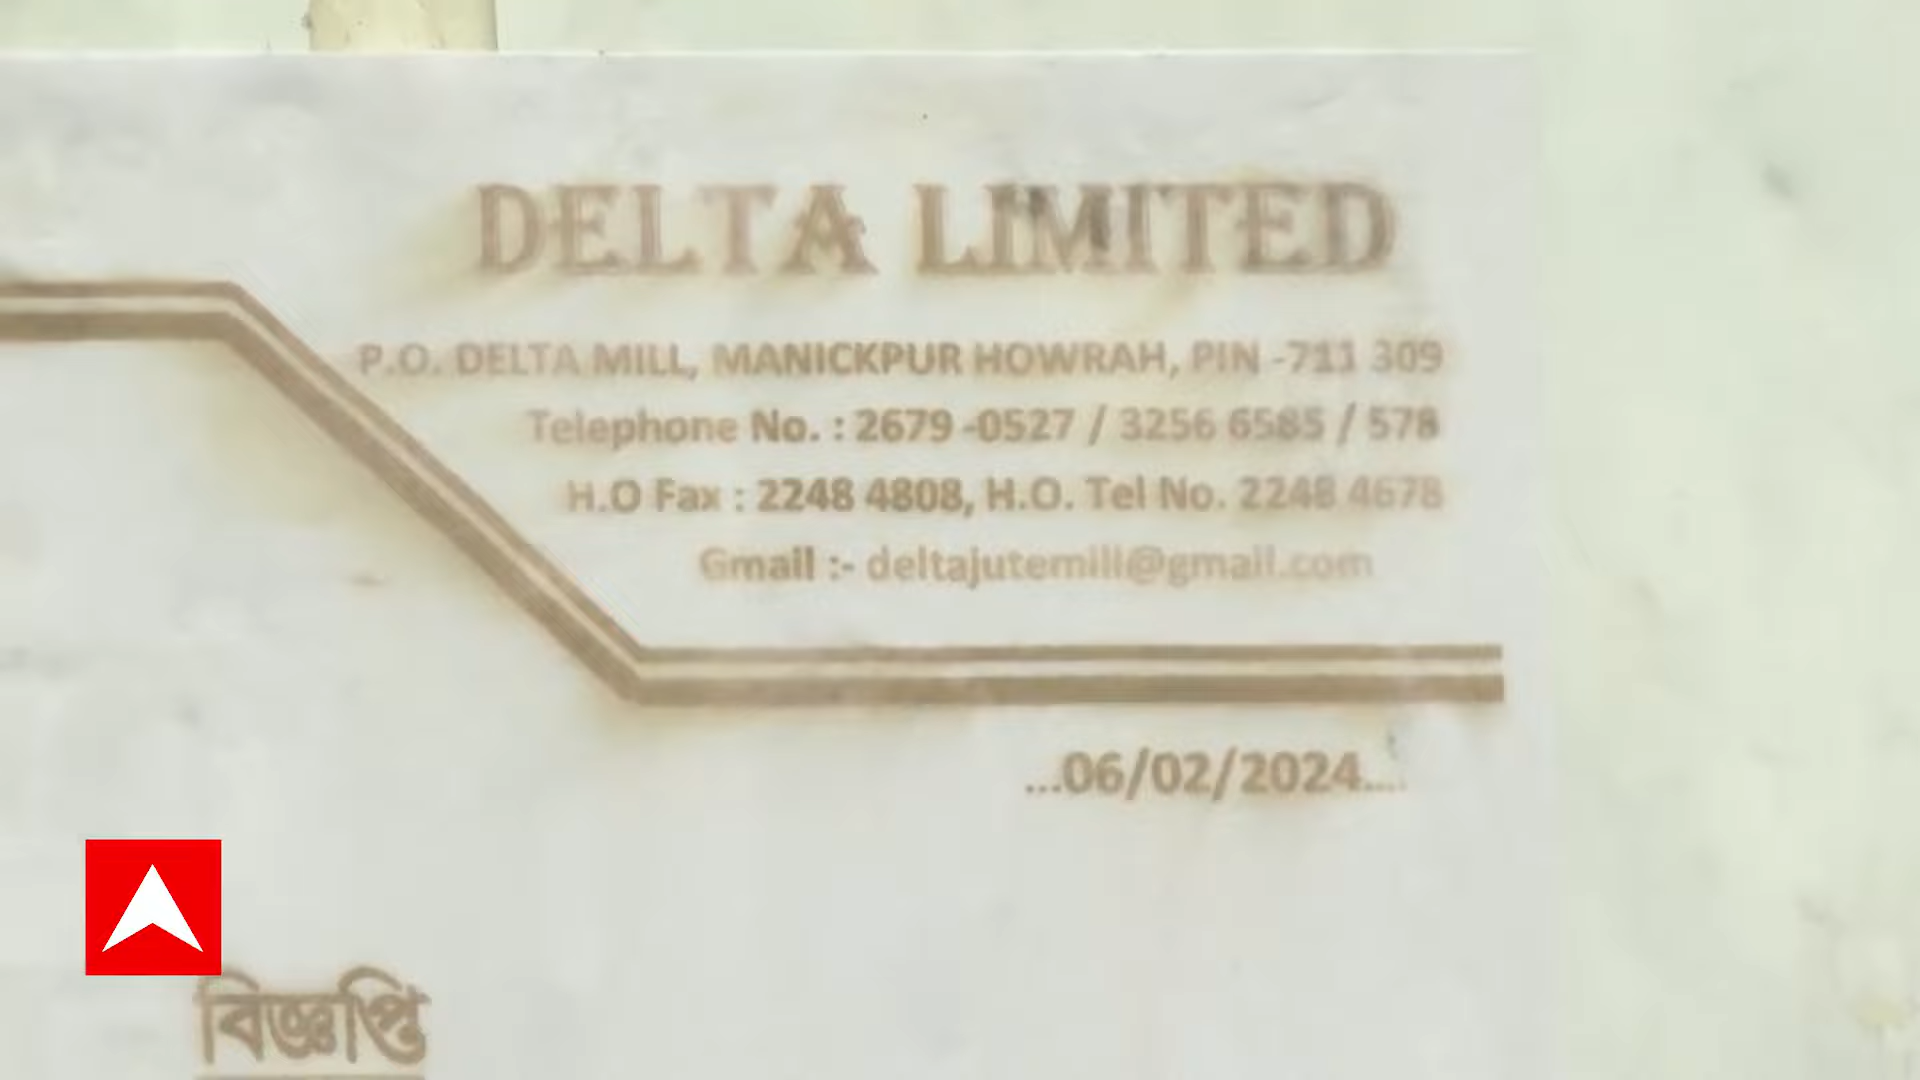 DELTA LIMITED
P.O. DELTA MILL, MANICKPUR HOWRAH, PIN -711 309
Telephone No. : 2679 -0527 / 3256 6585 / 578
H.O Fax : 2248 4808, H.O. Tel No. 2248 4678
Gmail :- deltajutemill@gmail.com
...06/02/2024....
বিজ্ঞপ্তি